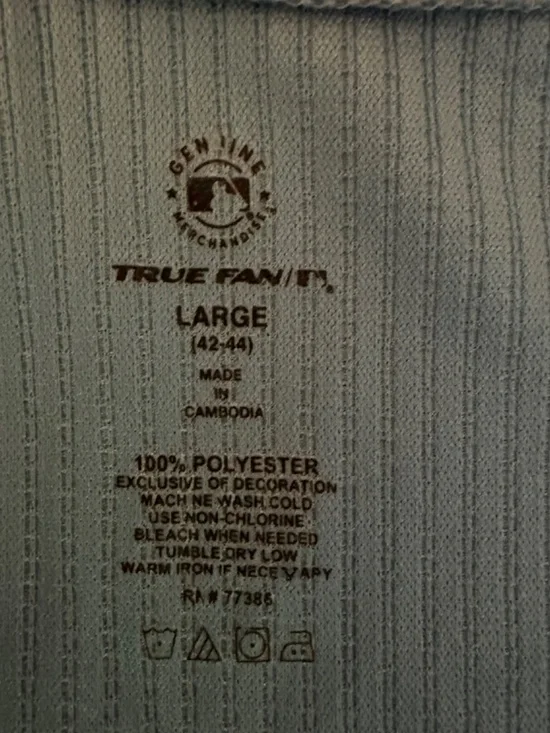 GENUINE
MERCHANDISE
TRUE FAN/
LARGE
(42-44)
MADE
IN
CAMBODIA
100% POLYESTER
EXCLUSIVE OF DECORATION
MACHINE WASH COLD
USE NON-CHLORINE
BLEACH WHEN NEEDED
TUMBLE DRY LOW
WARM IRON IF
RN # 77386